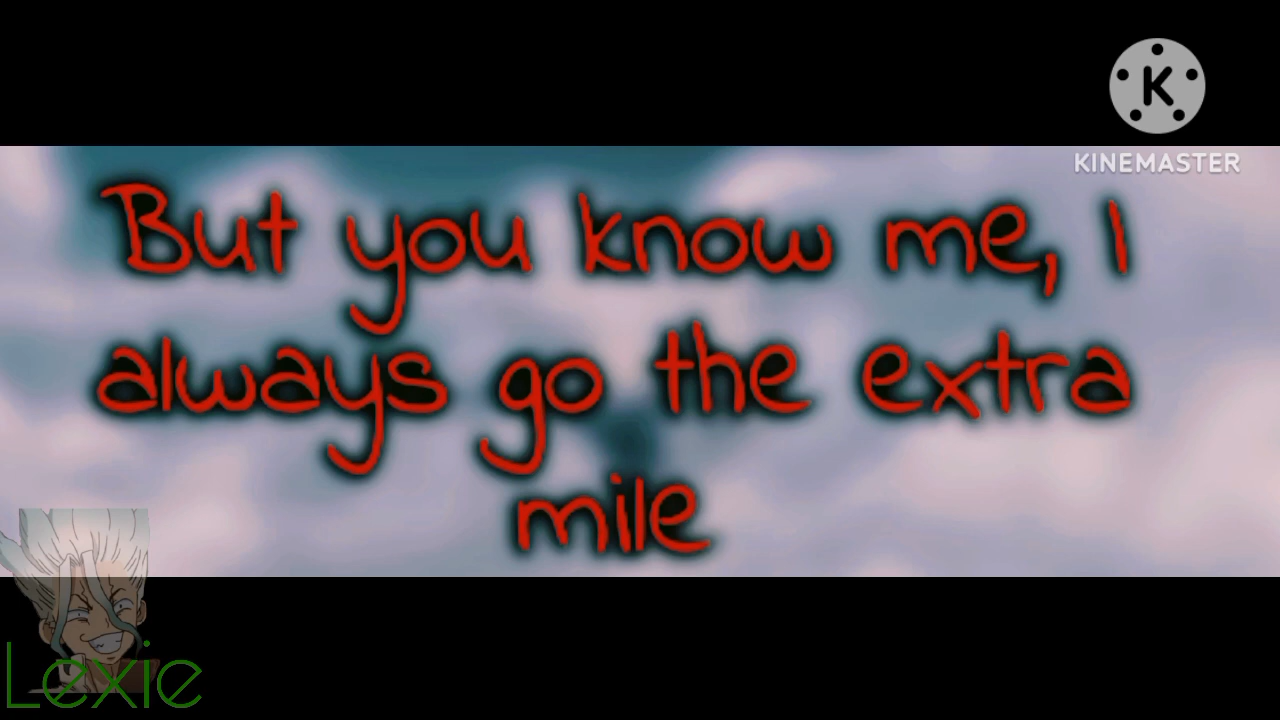 K
KINEMASTER
But you know me, I
always go the extra
mile
Lexie